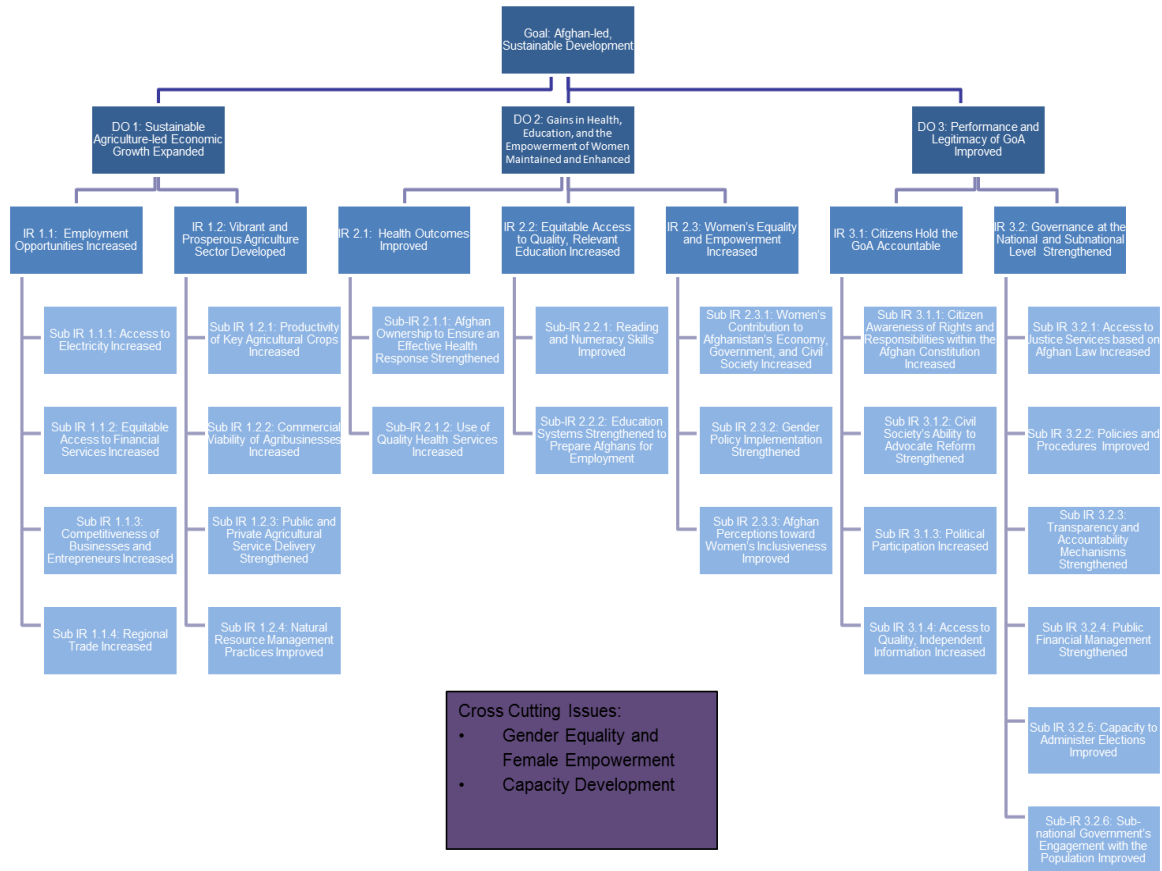 Goal: Afghan-led,
Sustainable Development
DO 1: Sustainable
Agriculture-led Economic
Growth Expanded
DO 2: Gains in Health,
Education, and the
Empowerment of Women
Maintained and Enhanced
DO 3: Performance and
Legitimacy of GoA
Improved
IR 1.1: Employment
Opportunities Increased
IR 1.2: Vibrant and
Prosperous Agriculture
Sector Developed
IR 2.1: Health Outcomes
Improved
IR 2.2: Equitable Access
to Quality, Relevant
Education Increased
IR 2.3: Women's Equality
and Empowerment
Increased
IR 3.1: Citizens Hold the
GoA Accountable
IR 3.2: Governance at the
National and Subnational
Level Strengthened
Sub IR 1.1.1: Access to
Electricity Increased
Sub IR 1.2.1: Productivity
of Key Agricultural Crops
Increased
Sub-IR 2.1.1: Afghan
Ownership to Ensure an
Effective Health
Response Strengthened
Sub-IR 2.2.1: Reading
and Numeracy Skills
Improved
Sub IR 2.3.1: Women's
Contribution to
Afghanistan's Economy,
Government, and Civil
Society Increased
Sub IR 3.1.1: Citizen
Awareness of Rights and
Responsibilities within the
Afghan Constitution
Increased
Sub IR 3.2.1: Access to
Justice Services based on
Afghan Law Increased
Sub IR 1.1.2: Equitable
Access to Financial
Services Increased
Sub IR 1.2.2: Commercial
Viability of Agribusinesses
Increased
Sub-IR 2.1.2: Use of
Quality Health Services
Increased
Sub-IR 2.2.2: Education
Systems Strengthened to
Prepare Afghans for
Employment
Sub IR 2.3.2: Gender
Policy Implementation
Strengthened
Sub IR 3.1.2: Civil
Society's Ability to
Advocate Reform
Strengthened
Sub IR 3.2.2: Policies and
Procedures Improved
Sub IR 1.1.3:
Competitiveness of
Businesses and
Entrepreneurs Increased
Sub IR 1.2.3: Public and
Private Agricultural
Service Delivery
Strengthened
Sub IR 2.3.3: Afghan
Perceptions toward
Women's Inclusiveness
Improved
Sub IR 3.1.3: Political
Participation Increased
Sub IR 3.2.3:
Transparency and
Accountability
Mechanisms
Strengthened
Sub IR 1.1.4: Regional
Trade Increased
Sub IR 1.2.4: Natural
Resource Management
Practices Improved
Sub IR 3.1.4: Access to
Quality, Independent
Information Increased
Sub IR 3.2.4: Public
Financial Management
Strengthened
Sub IR 3.2.5: Capacity to
Administer Elections
Improved
Sub-IR 3.2.6: Sub-
national Government's
Engagement with the
Population Improved
Cross Cutting Issues:
• Gender Equality and
Female Empowerment
• Capacity Development